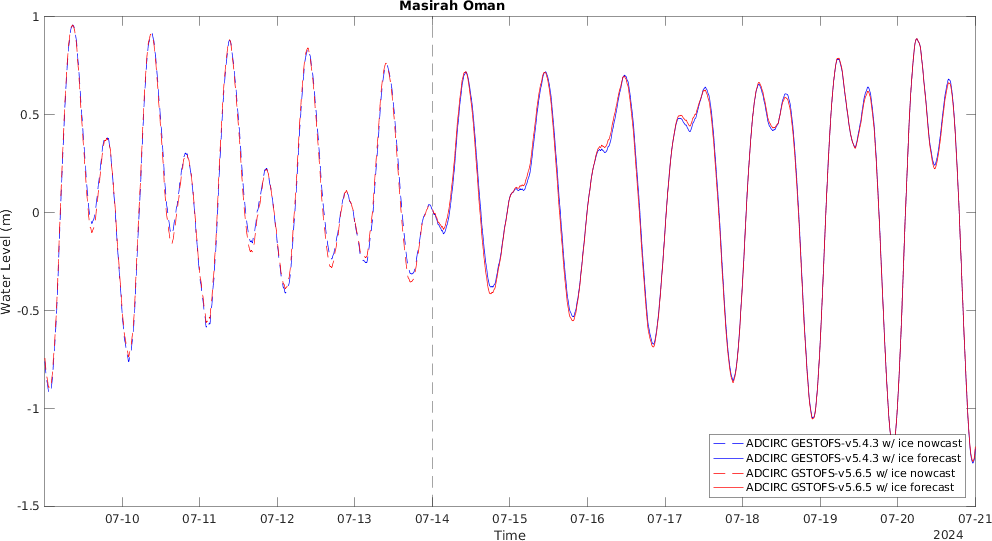 Masirah Oman
1
0.5
0
-0.5
-1
-1.5
Water Level (m)
ADCIRC GESTOFS-v5.4.3 w/ ice nowcast
ADCIRC GESTOFS-v5.4.3 w/ ice forecast
ADCIRC GSTOFS-v5.6.5 w/ ice nowcast
ADCIRC GSTOFS-v5.6.5 w/ ice forecast
07-10 07-11 07-12 07-13 07-14 07-15 07-16 07-17 07-18 07-19 07-20 07-21
Time
2024